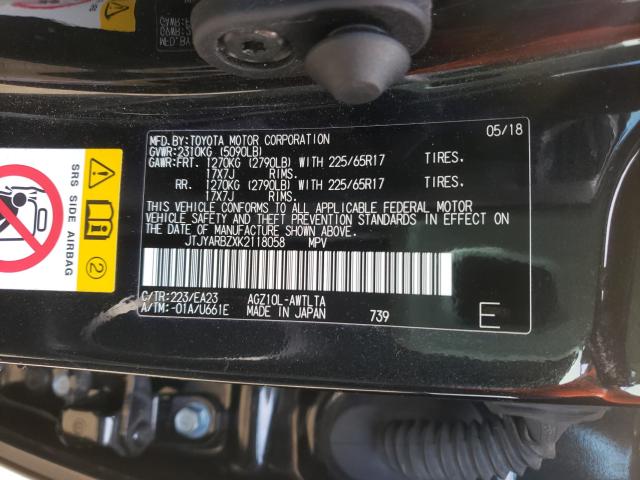 MFD. BY: TOYOTA MOTOR CORPORATION 05/18
GVWR: 2310KG (5090LB)
GAWR: FRT. 1270KG (2790LB) WITH 225/65R17 TIRES.
17X7J RIMS.
RR. 1270KG (2790LB) WITH 225/65R17 TIRES.
17X7J RIMS.
THIS VEHICLE CONFORMS TO ALL APPLICABLE FEDERAL MOTOR
VEHICLE SAFETY AND THEFT PREVENTION STANDARDS IN EFFECT ON
THE DATE OF MANUFACTURE SHOWN ABOVE.
JTJYARBZXK2118058 MPV
C/TR: 223/EA23 AGZ10L-AWTLTA
A/TM: -01A/U661E MADE IN JAPAN 739 E
SRS SIDE AIRBAG
2